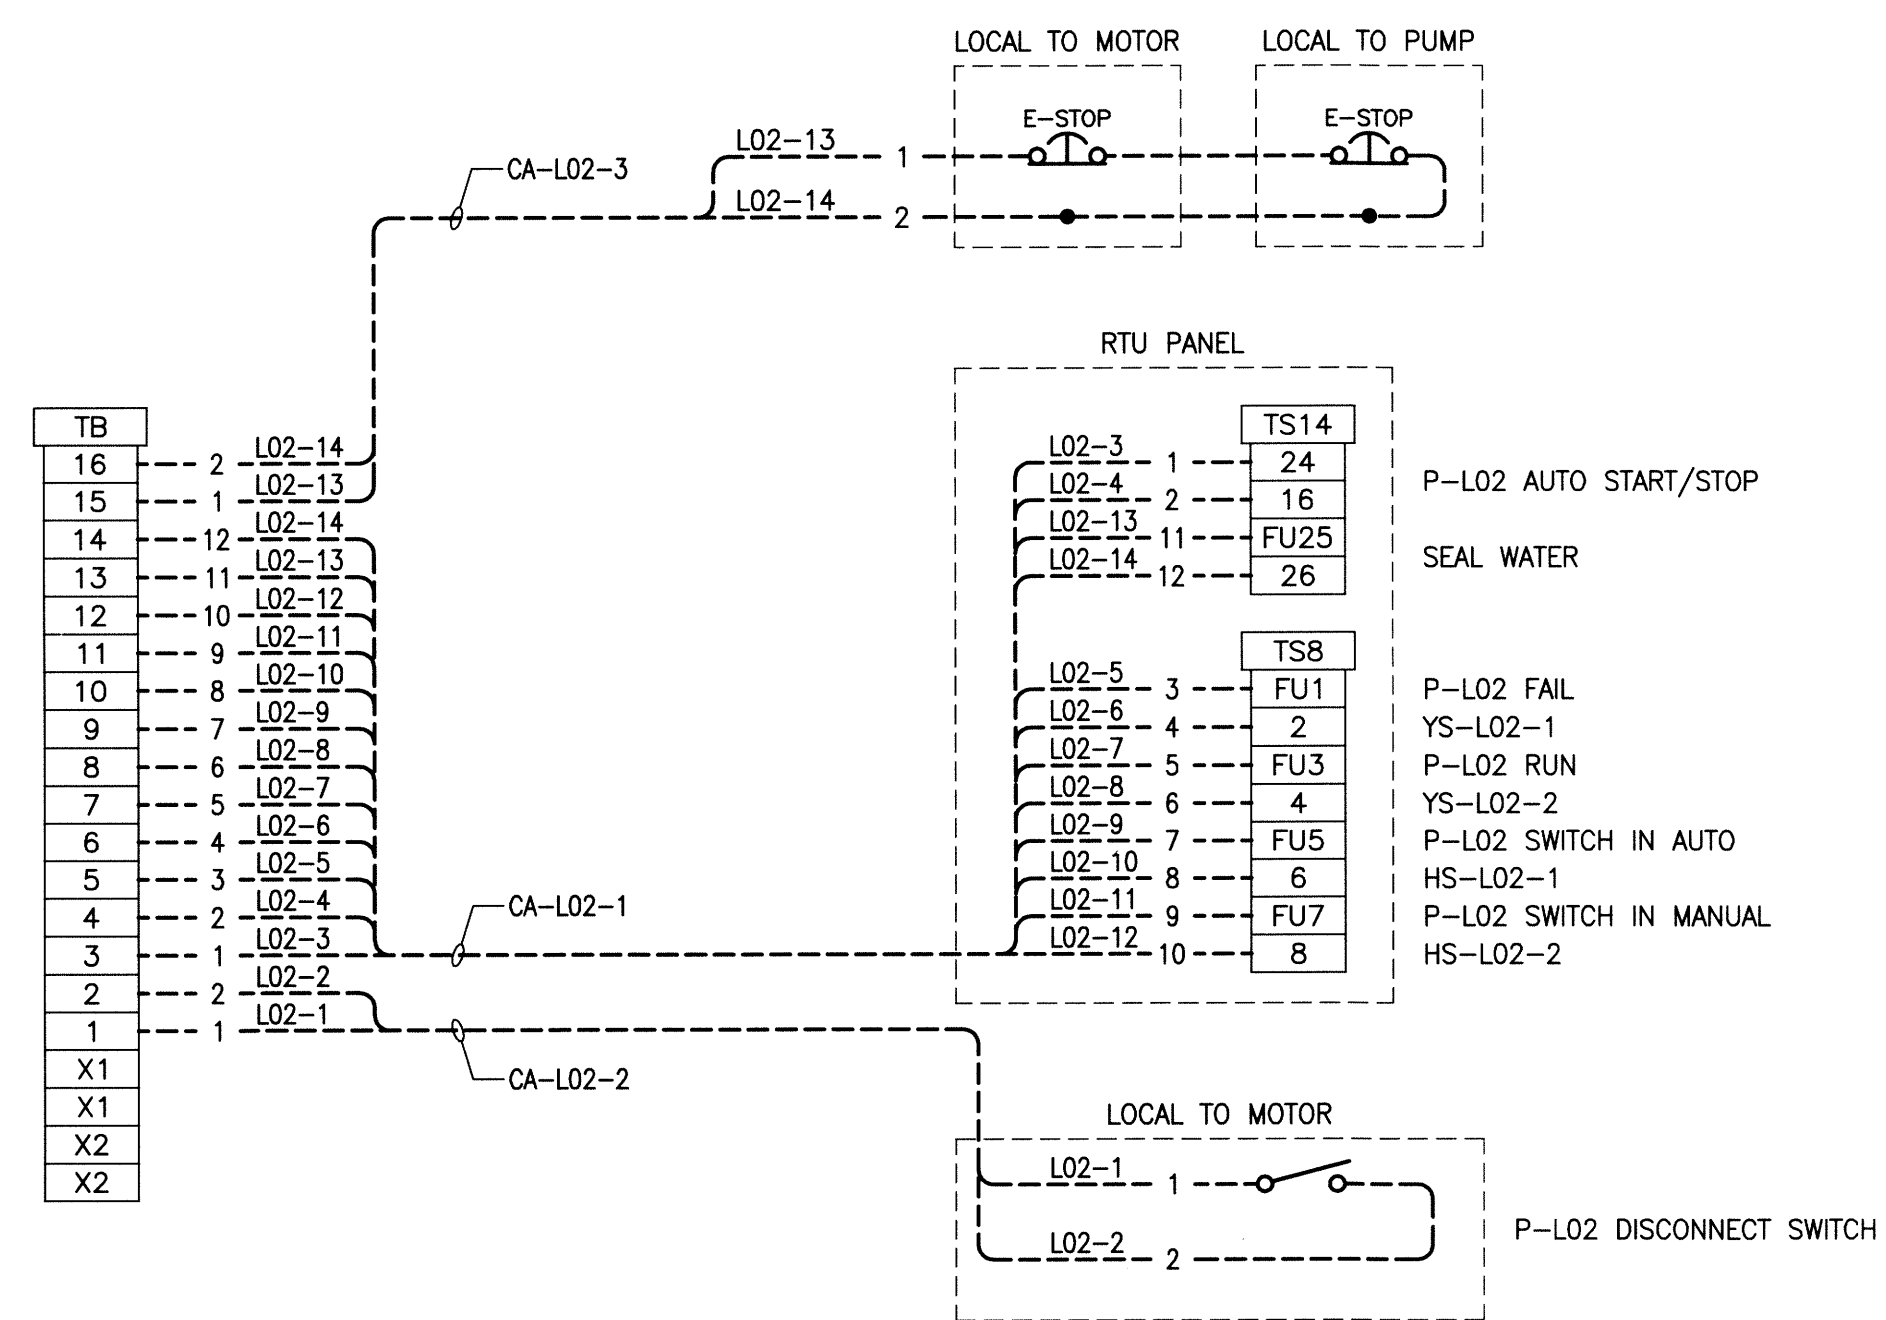 LOCAL TO MOTOR LOCAL TO PUMP
E-STOP E-STOP
L02-13 1
CA-L02-3
L02-14 2
RTU PANEL
TB
16 2 L02-14
15 1 L02-13
14 12 L02-14
13 11 L02-13
12 10 L02-12
11 9 L02-11
10 8 L02-10
9 7 L02-9
8 6 L02-8
7 5 L02-7
6 4 L02-6
5 3 L02-5
4 2 L02-4
3 1 L02-3
2 2 L02-2
1 1 L02-1
X1
X1
X2
X2
CA-L02-1
CA-L02-2
TS14
L02-3 1 24
P-L02 AUTO START/STOP
L02-4 2 16
L02-13 11 FU25
SEAL WATER
L02-14 12 26
TS8
L02-5 3 FU1 P-L02 FAIL
L02-6 4 2 YS-L02-1
L02-7 5 FU3 P-L02 RUN
L02-8 6 4 YS-L02-2
L02-9 7 FU5 P-L02 SWITCH IN AUTO
L02-10 8 6 HS-L02-1
L02-11 9 FU7 P-L02 SWITCH IN MANUAL
L02-12 10 8 HS-L02-2
LOCAL TO MOTOR
L02-1 1
P-L02 DISCONNECT SWITCH
L02-2 2